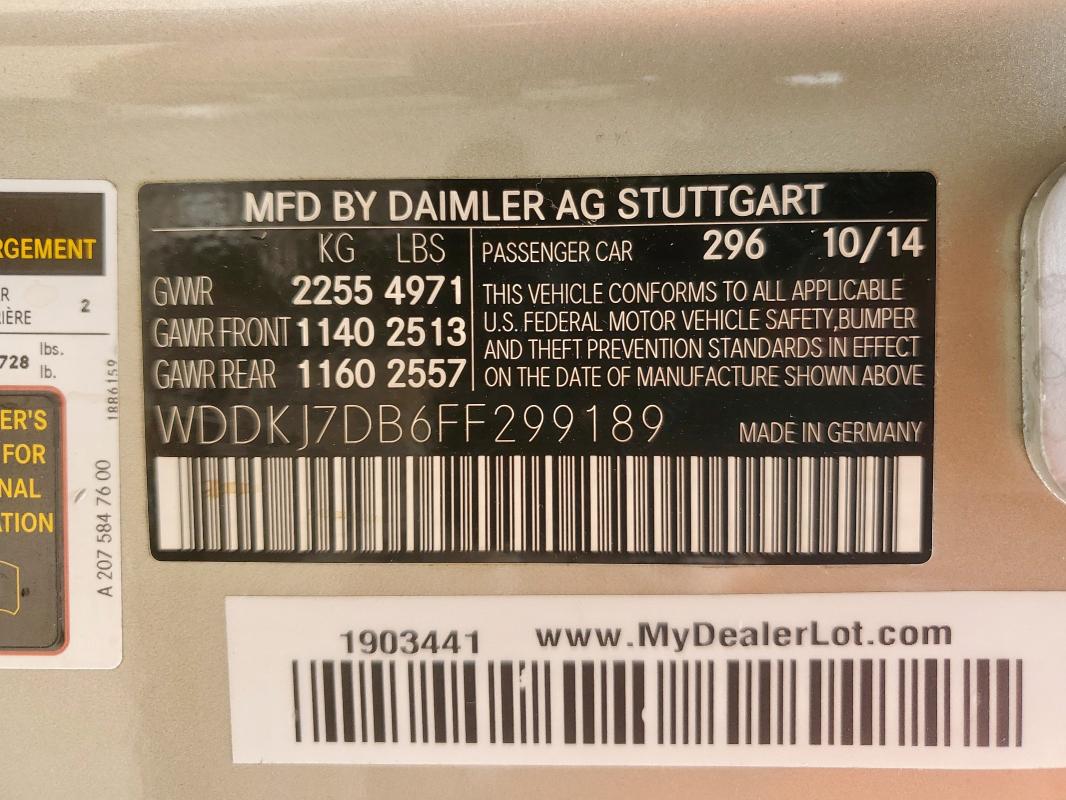 MFD BY DAIMLER AG STUTTGART
KG LBS
GVWR 2255 4971
GAWR FRONT 1140 2513
GAWR REAR 1160 2557
PASSENGER CAR 296 10/14
THIS VEHICLE CONFORMS TO ALL APPLICABLE
U.S. FEDERAL MOTOR VEHICLE SAFETY,BUMPER
AND THEFT PREVENTION STANDARDS IN EFFECT
ON THE DATE OF MANUFACTURE SHOWN ABOVE
WDDKJ7DB6FF299189 MADE IN GERMANY
RGEMENT
R
IÈRE 2
728 lbs.
lb.
1886159
ER'S
FOR
NAL
ATION
A 207 584 76 00
1903441 www.MyDealerLot.com